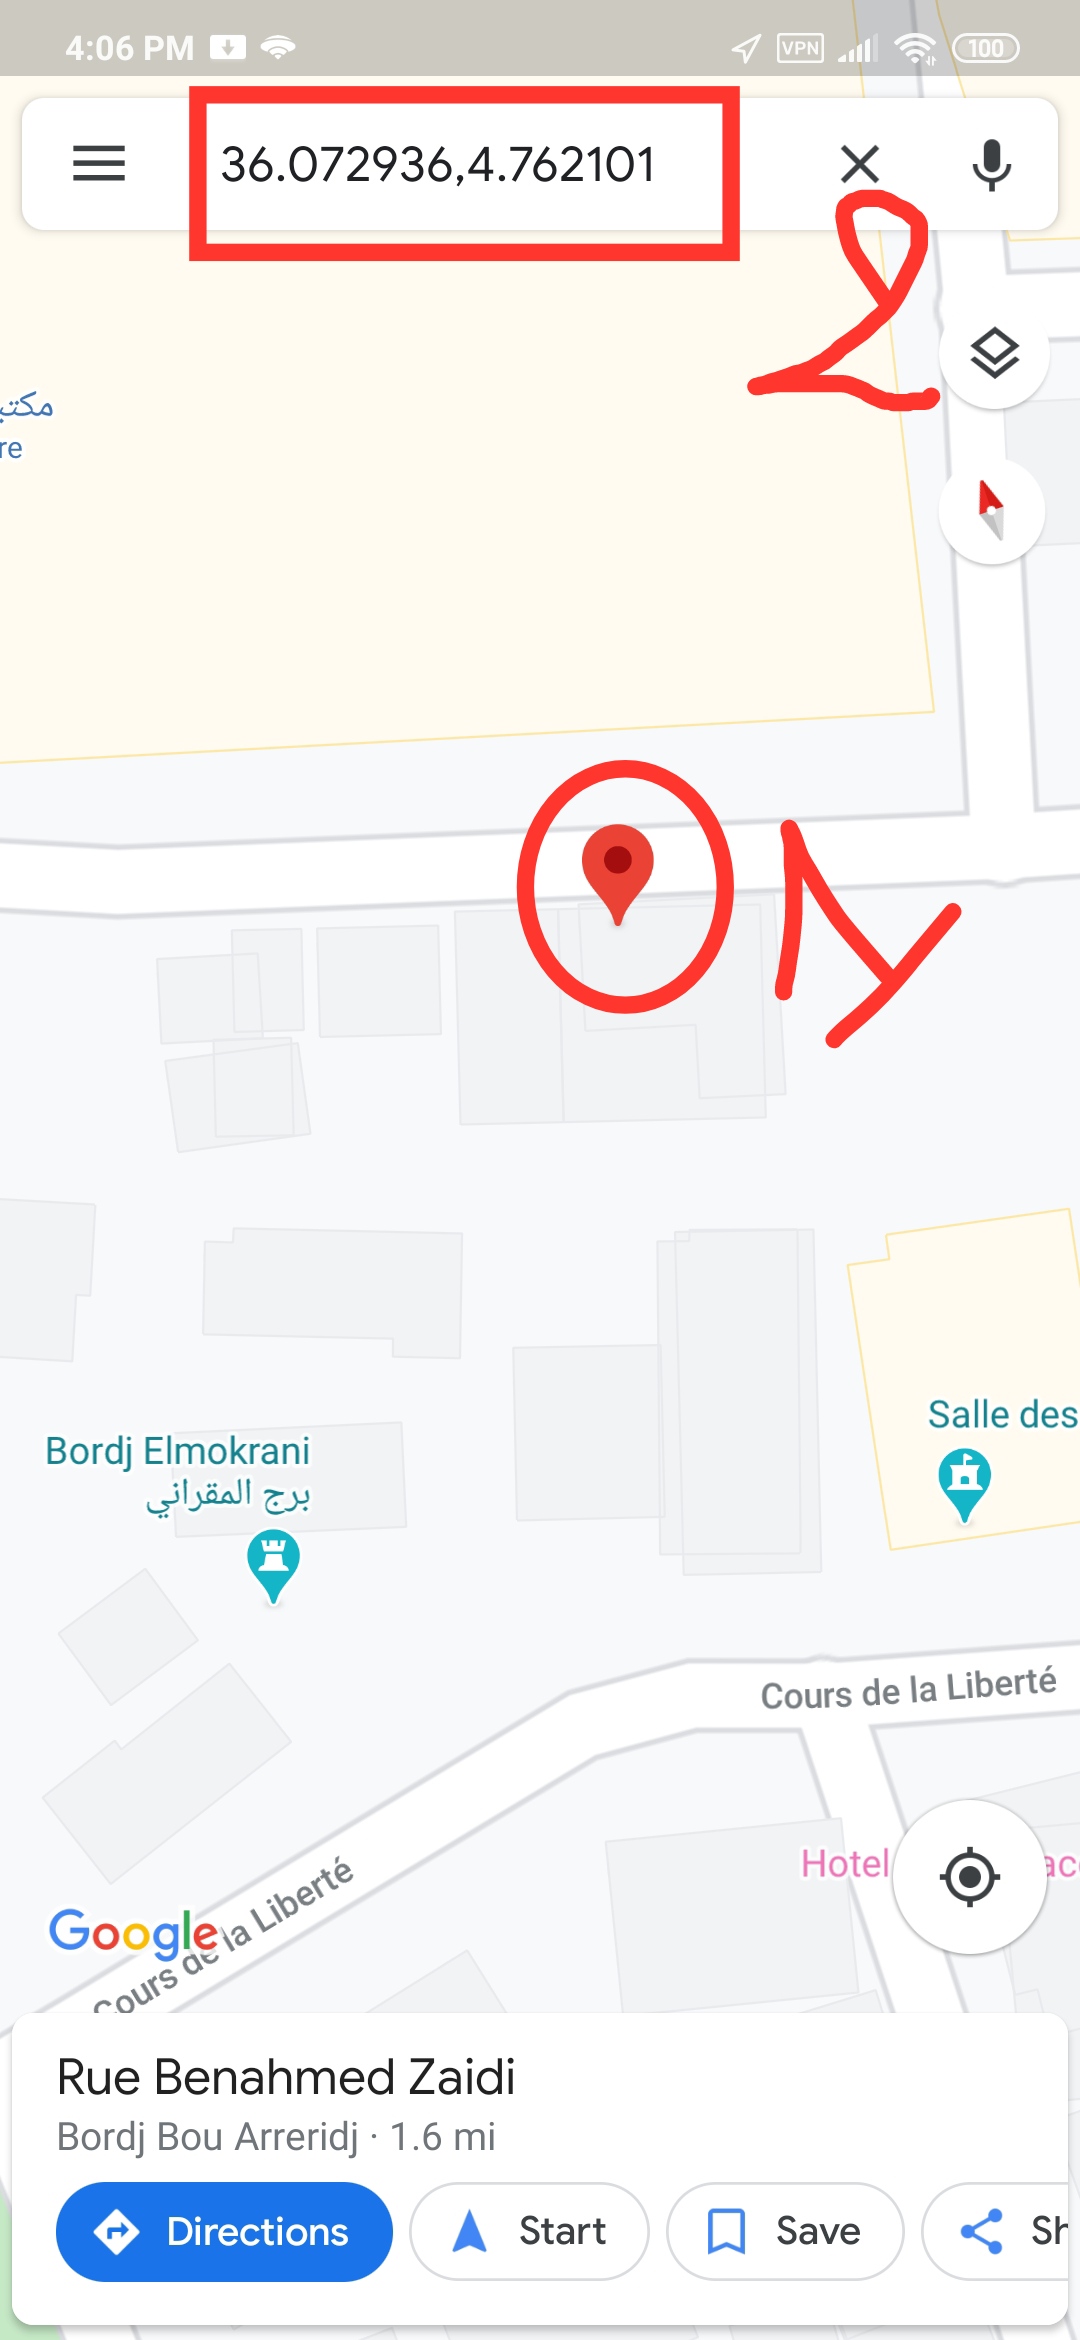 4:06 PM
VPN
100
36.072936,4.762101
2
مكتب
re
1
Salle des
Bordj Elmokrani
برج المقراني
Cours de la Liberté
Hotel
Cours de la Liberté
Google
Rue Benahmed Zaidi
Bordj Bou Arreridj · 1.6 mi
Directions
Start
Save
Sh